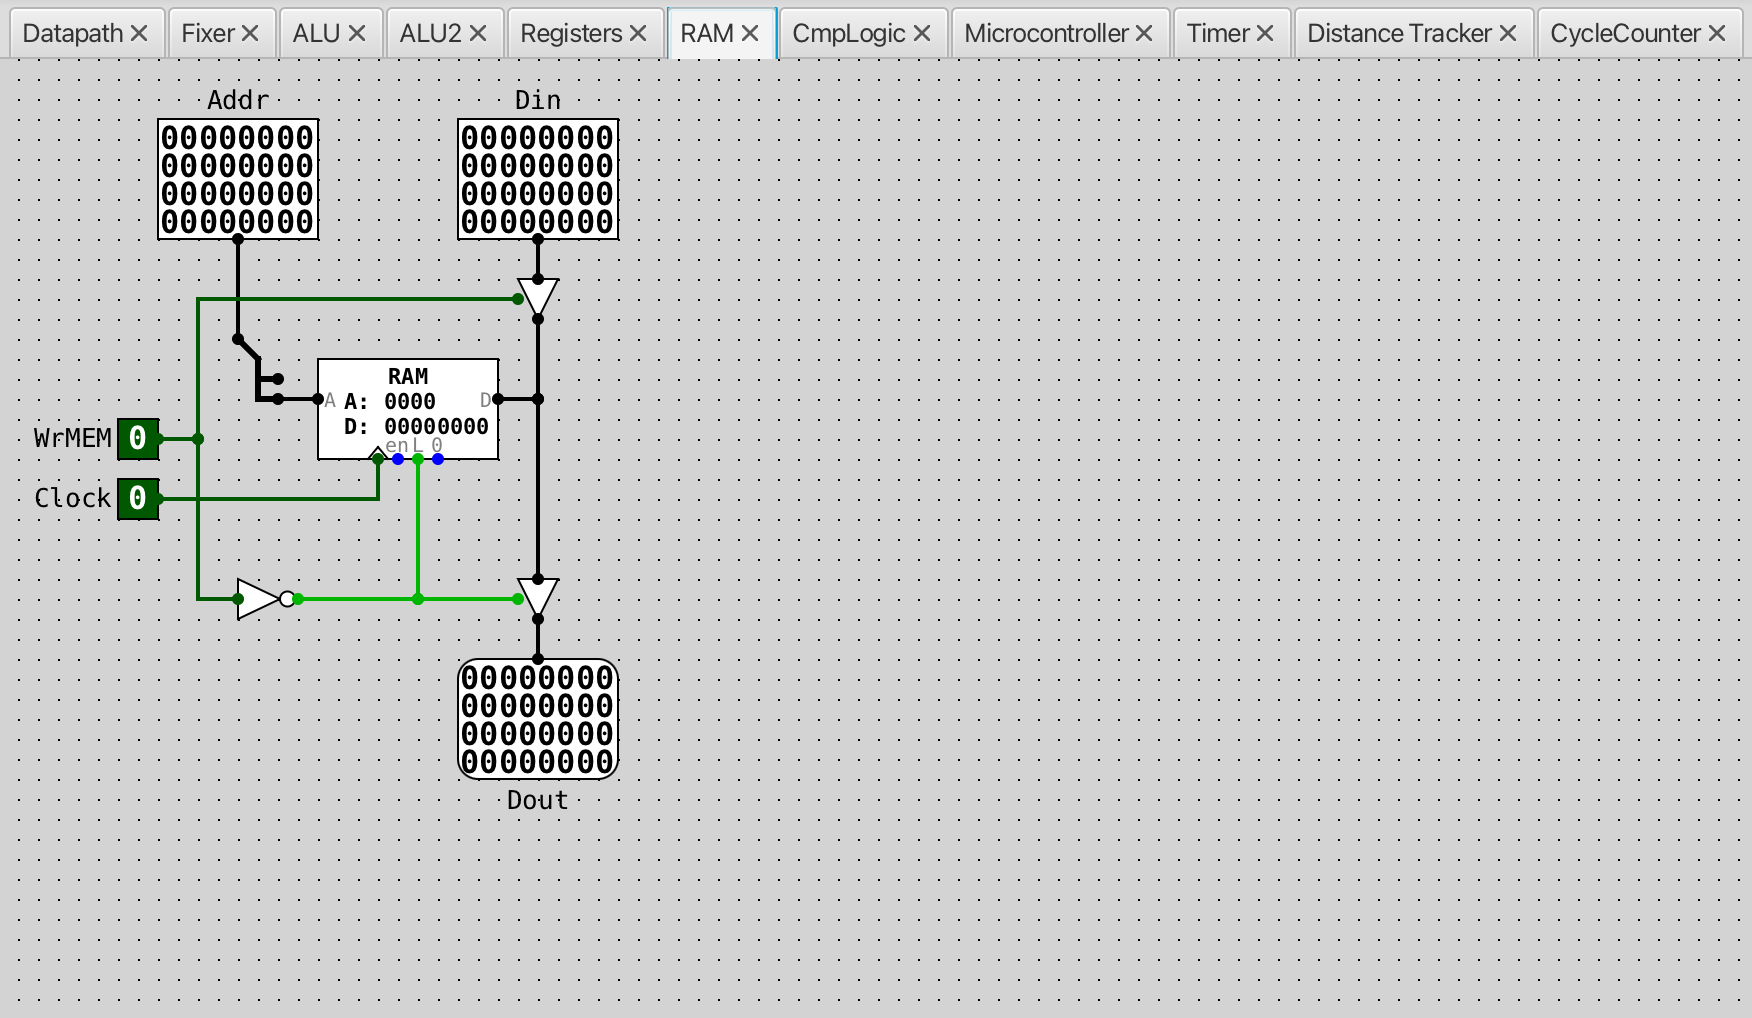 Datapath Fixer ALU ALU2 Registers RAM CmpLogic Microcontroller Timer Distance Tracker CycleCounter
Addr Din
00000000 00000000
00000000 00000000
00000000 00000000
00000000 00000000
RAM
A A: 0000 D
D: 00000000
en L 0
WrMEM 0
Clock 0
00000000
00000000
00000000
00000000
Dout